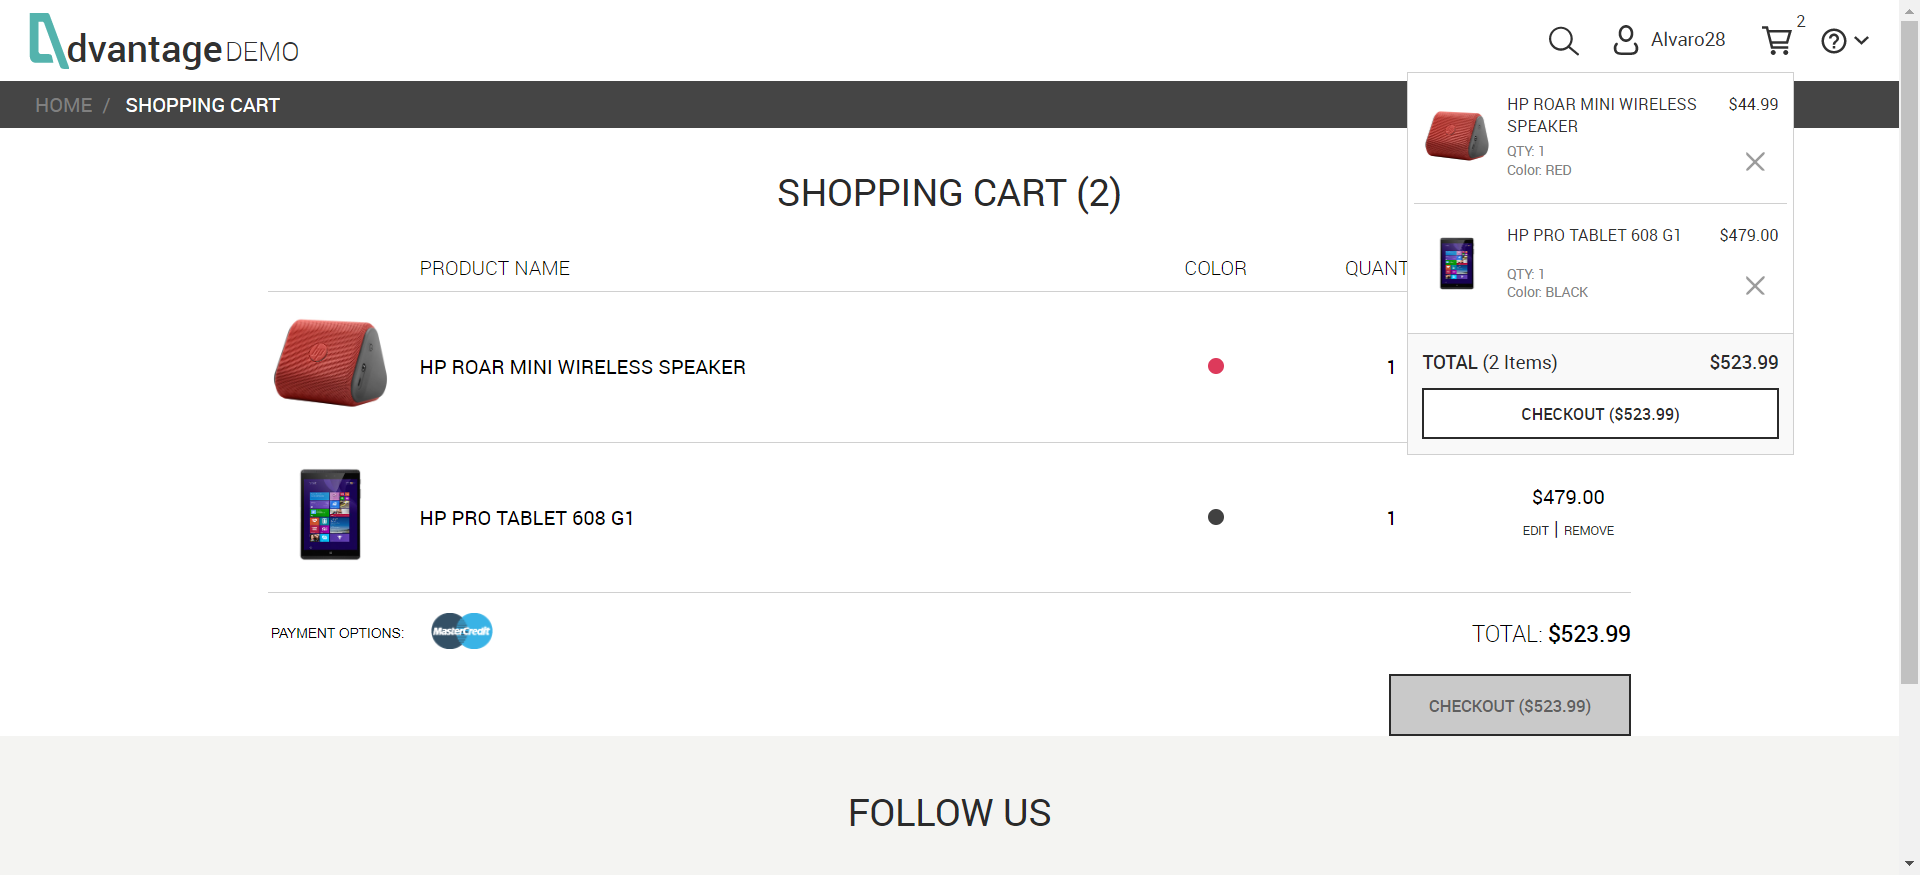 dvantage DEMO
Alvaro28
2
HOME / SHOPPING CART
HP ROAR MINI WIRELESS
SPEAKER
$44.99
QTY: 1
Color: RED
HP PRO TABLET 608 G1
$479.00
QTY: 1
Color: BLACK
TOTAL (2 Items)
$523.99
CHECKOUT ($523.99)
SHOPPING CART (2)
PRODUCT NAME
COLOR
QUANT
HP ROAR MINI WIRELESS SPEAKER
1
HP PRO TABLET 608 G1
1
$479.00
EDIT | REMOVE
PAYMENT OPTIONS:
MasterCredit
TOTAL: $523.99
CHECKOUT ($523.99)
FOLLOW US